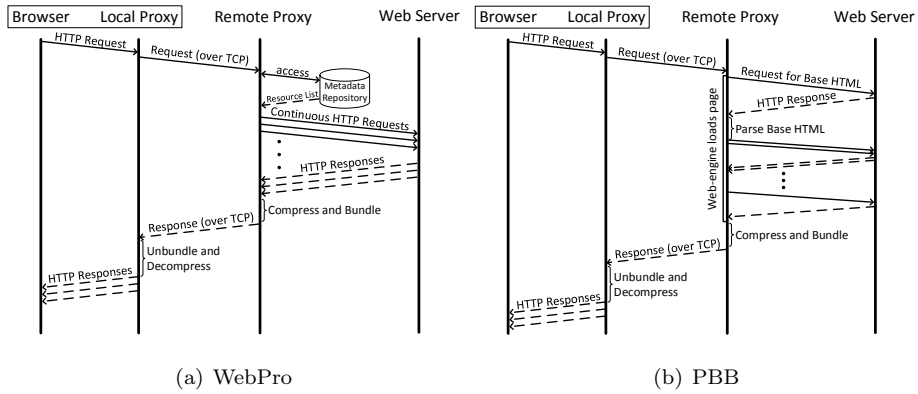 Browser Local Proxy Remote Proxy Web Server
HTTP Request
Request (over TCP)
access
Metadata
Repository
Resource List
Continuous HTTP Requests
HTTP Responses
Compress and Bundle
Response (over TCP)
Unbundle and
Decompress
HTTP Responses
(a) WebPro
Browser Local Proxy Remote Proxy Web Server
HTTP Request
Request (over TCP)
Request for Base HTML
HTTP Response
Parse Base HTML
Web-engine loads page
Compress and Bundle
Response (over TCP)
Unbundle and
Decompress
HTTP Responses
(b) PBB